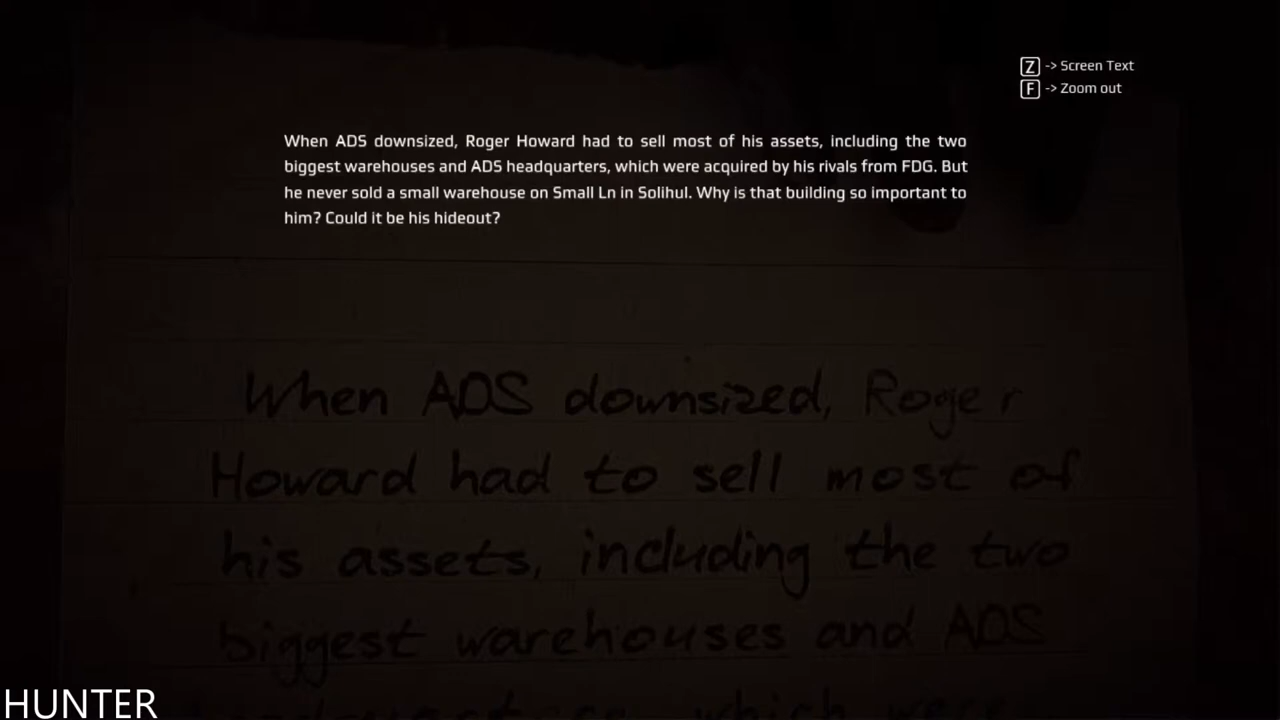 Z -> Screen Text
F -> Zoom out
When ADS downsized, Roger Howard had to sell most of his assets, including the two
biggest warehouses and ADS headquarters, which were acquired by his rivals from FDG. But
he never sold a small warehouse on Small Ln in Solihul. Why is that building so important to
him? Could it be his hideout?
When ADS downsized, Roger
Howard had to sell most of
his assets, including the two
biggest warehouses and ADS
which were
HUNTER